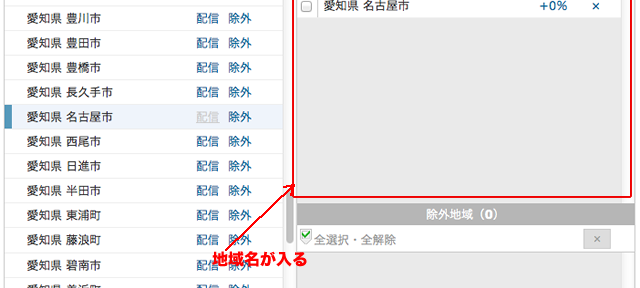 愛知県 豊川市 配信 除外
愛知県 豊田市 配信 除外
愛知県 豊橋市 配信 除外
愛知県 長久手市 配信 除外
愛知県 名古屋市 配信 除外
愛知県 西尾市 配信 除外
愛知県 日進市 配信 除外
愛知県 半田市 配信 除外
愛知県 東浦町 配信 除外
愛知県 藤浪町 配信 除外
愛知県 碧南市 配信 除外
愛知県 美浜町 配信 除外
愛知県 名古屋市 +0% ×
除外地域（0）
全選択・全解除 ×
地域名が入る